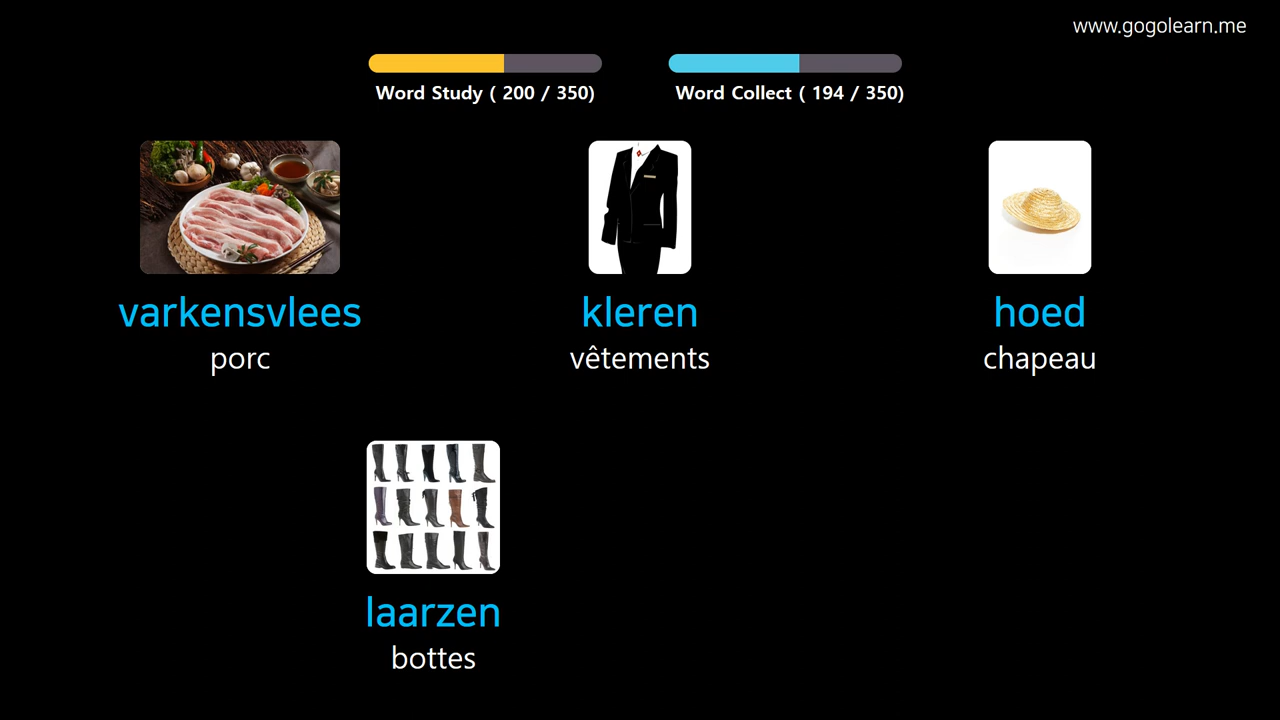 www.gogolearn.me
Word Study ( 200 / 350)
Word Collect ( 194 / 350)
varkensvlees
porc
kleren
vêtements
hoed
chapeau
laarzen
bottes